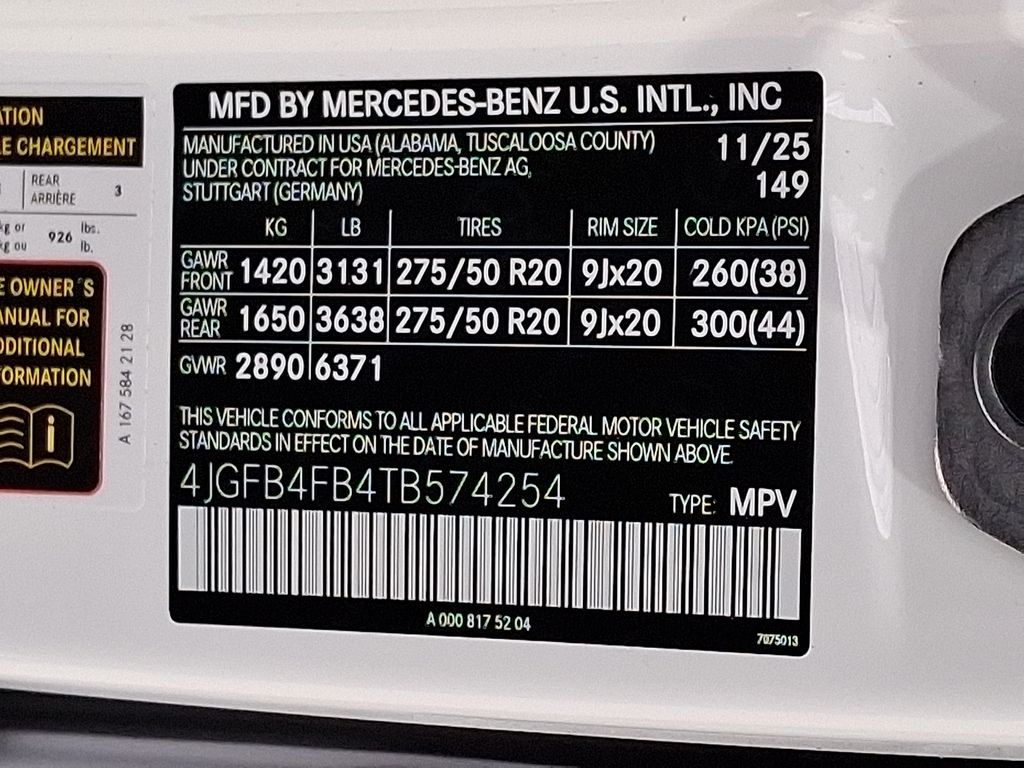 ATION
LE CHARGEMENT
REAR
ARRIÈRE 3
kg or
kg ou 926 lbs.
lb.
E OWNER'S
ANUAL FOR
DDITIONAL
FORMATION
i
A 167 584 21 28
MFD BY MERCEDES-BENZ U.S. INTL., INC
MANUFACTURED IN USA (ALABAMA, TUSCALOOSA COUNTY) 11/25
UNDER CONTRACT FOR MERCEDES-BENZ AG,
STUTTGART (GERMANY) 149
KG LB TIRES RIM SIZE COLD KPA (PSI)
GAWR FRONT 1420 3131 275/50 R20 9Jx20 260(38)
GAWR REAR 1650 3638 275/50 R20 9Jx20 300(44)
GVWR 2890 6371
THIS VEHICLE CONFORMS TO ALL APPLICABLE FEDERAL MOTOR VEHICLE SAFETY
STANDARDS IN EFFECT ON THE DATE OF MANUFACTURE SHOWN ABOVE.
4JGFB4FB4TB574254 TYPE: MPV
A 000 817 52 04
7075013